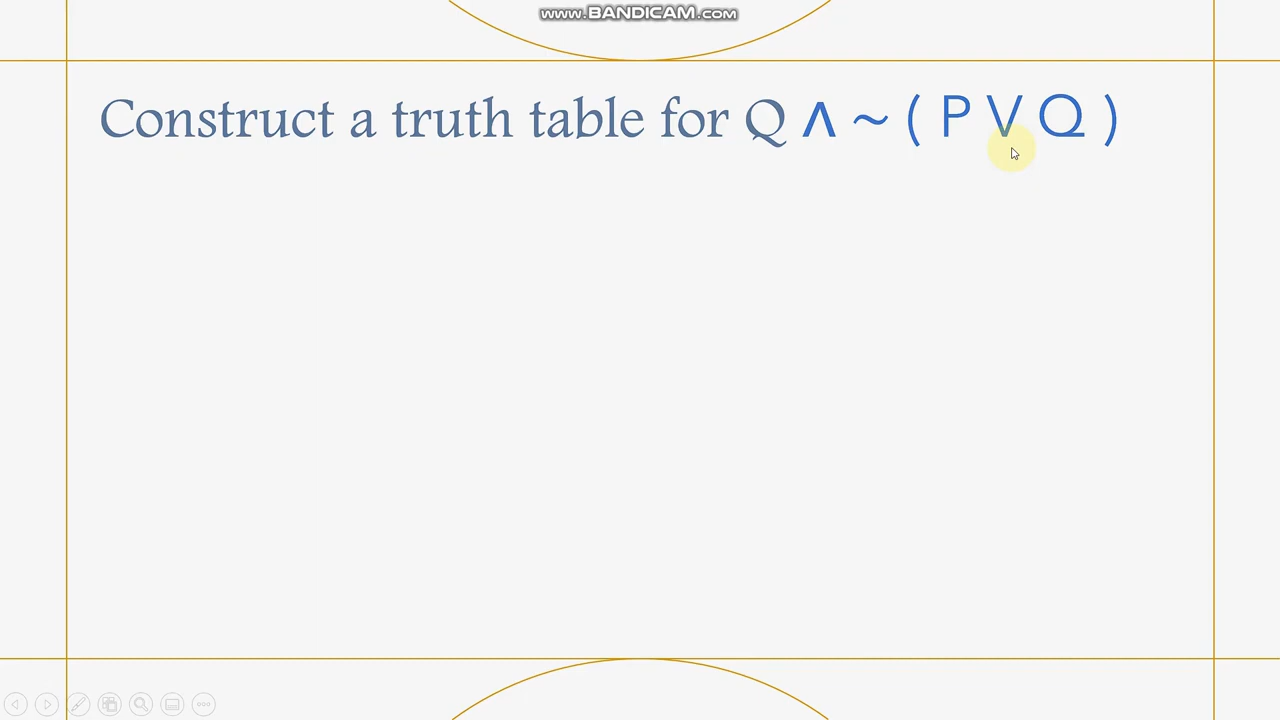 www.BANDICAM.com
Construct a truth table for Q Λ ~ ( P V Q )